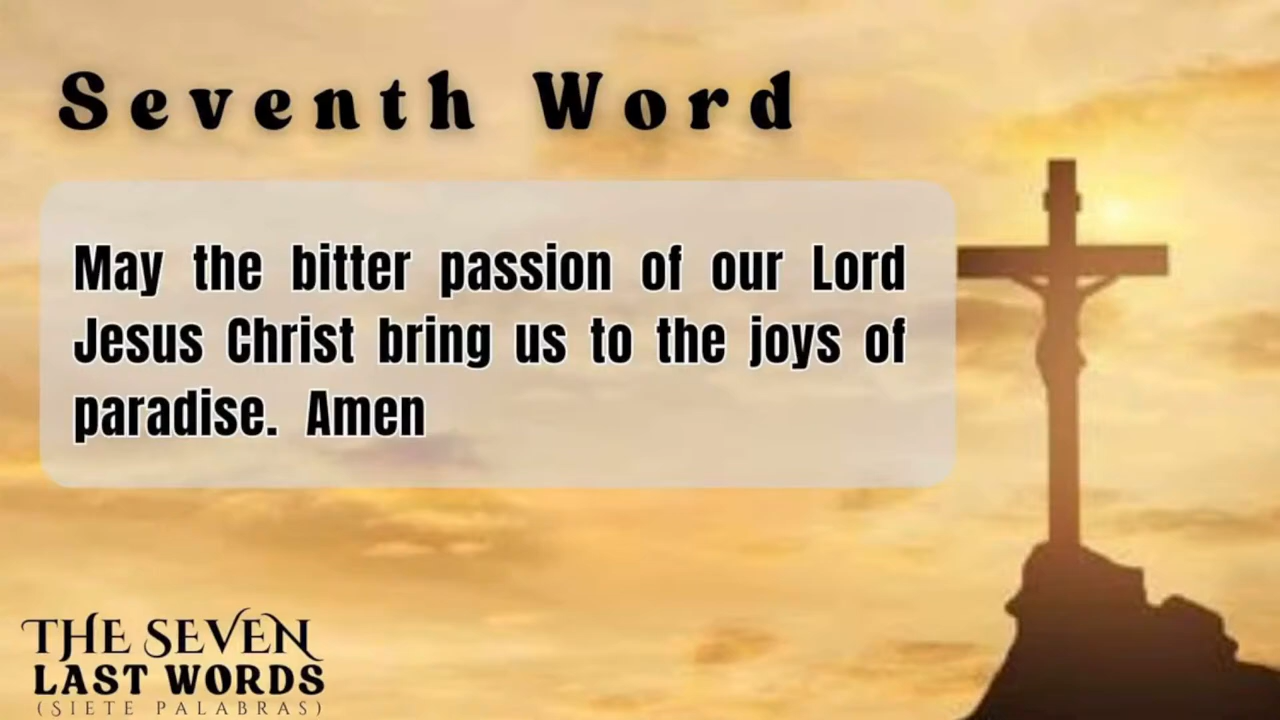 Seventh Word
May the bitter passion of our Lord
Jesus Christ bring us to the joys of
paradise. Amen
THE SEVEN
LAST WORDS
(SIETE PALABRAS)